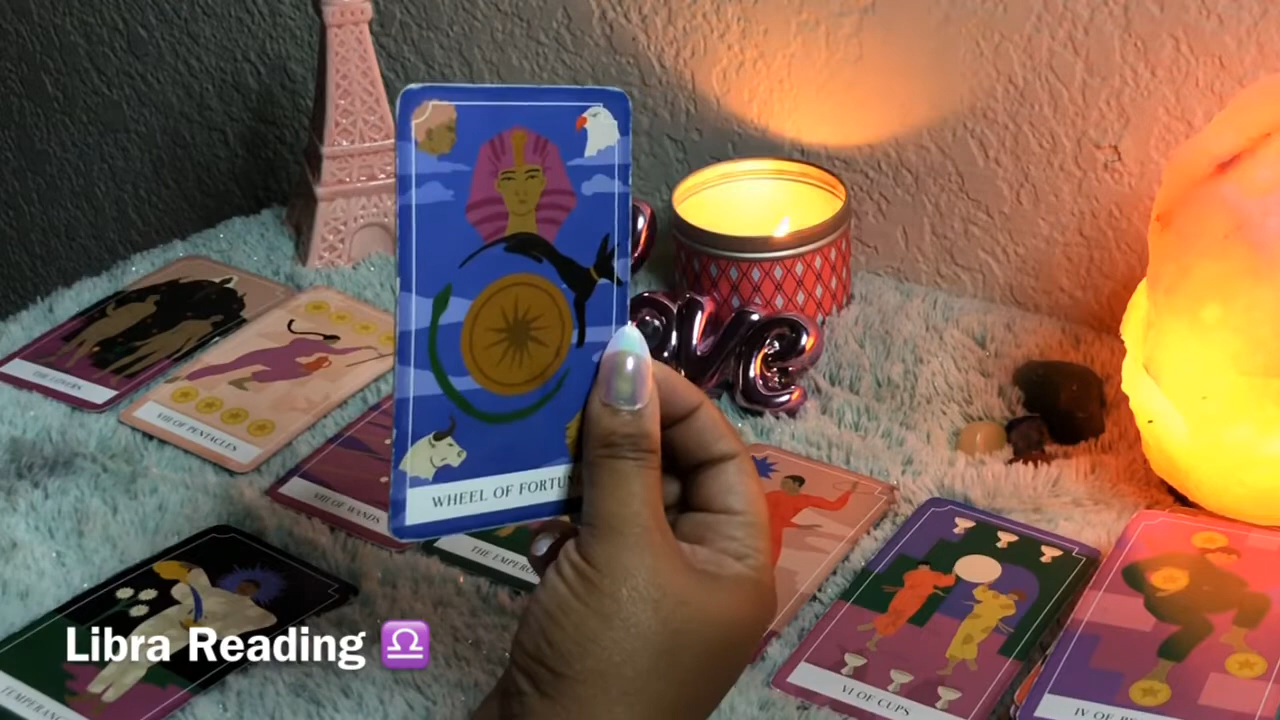 WHEEL OF FORTUN
ove
THE LOVERS
VIII OF PENTACLES
VIII OF WANDS
THE EMPERO
TEMPERANC
VI OF CUPS
IV OF
Libra Reading ♎